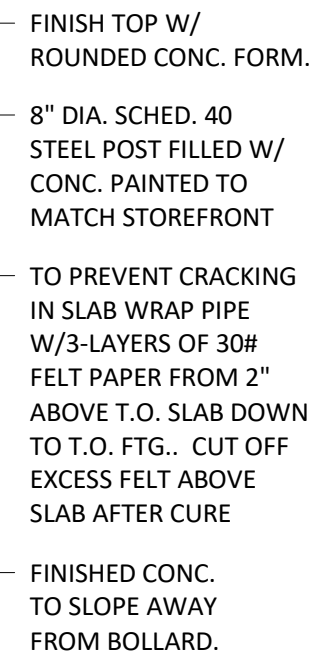 FINISH TOP W/
ROUNDED CONC. FORM.
8" DIA. SCHED. 40
STEEL POST FILLED W/
CONC. PAINTED TO
MATCH STOREFRONT
TO PREVENT CRACKING
IN SLAB WRAP PIPE
W/3-LAYERS OF 30#
FELT PAPER FROM 2"
ABOVE T.O. SLAB DOWN
TO T.O. FTG.. CUT OFF
EXCESS FELT ABOVE
SLAB AFTER CURE
FINISHED CONC.
TO SLOPE AWAY
FROM BOLLARD.